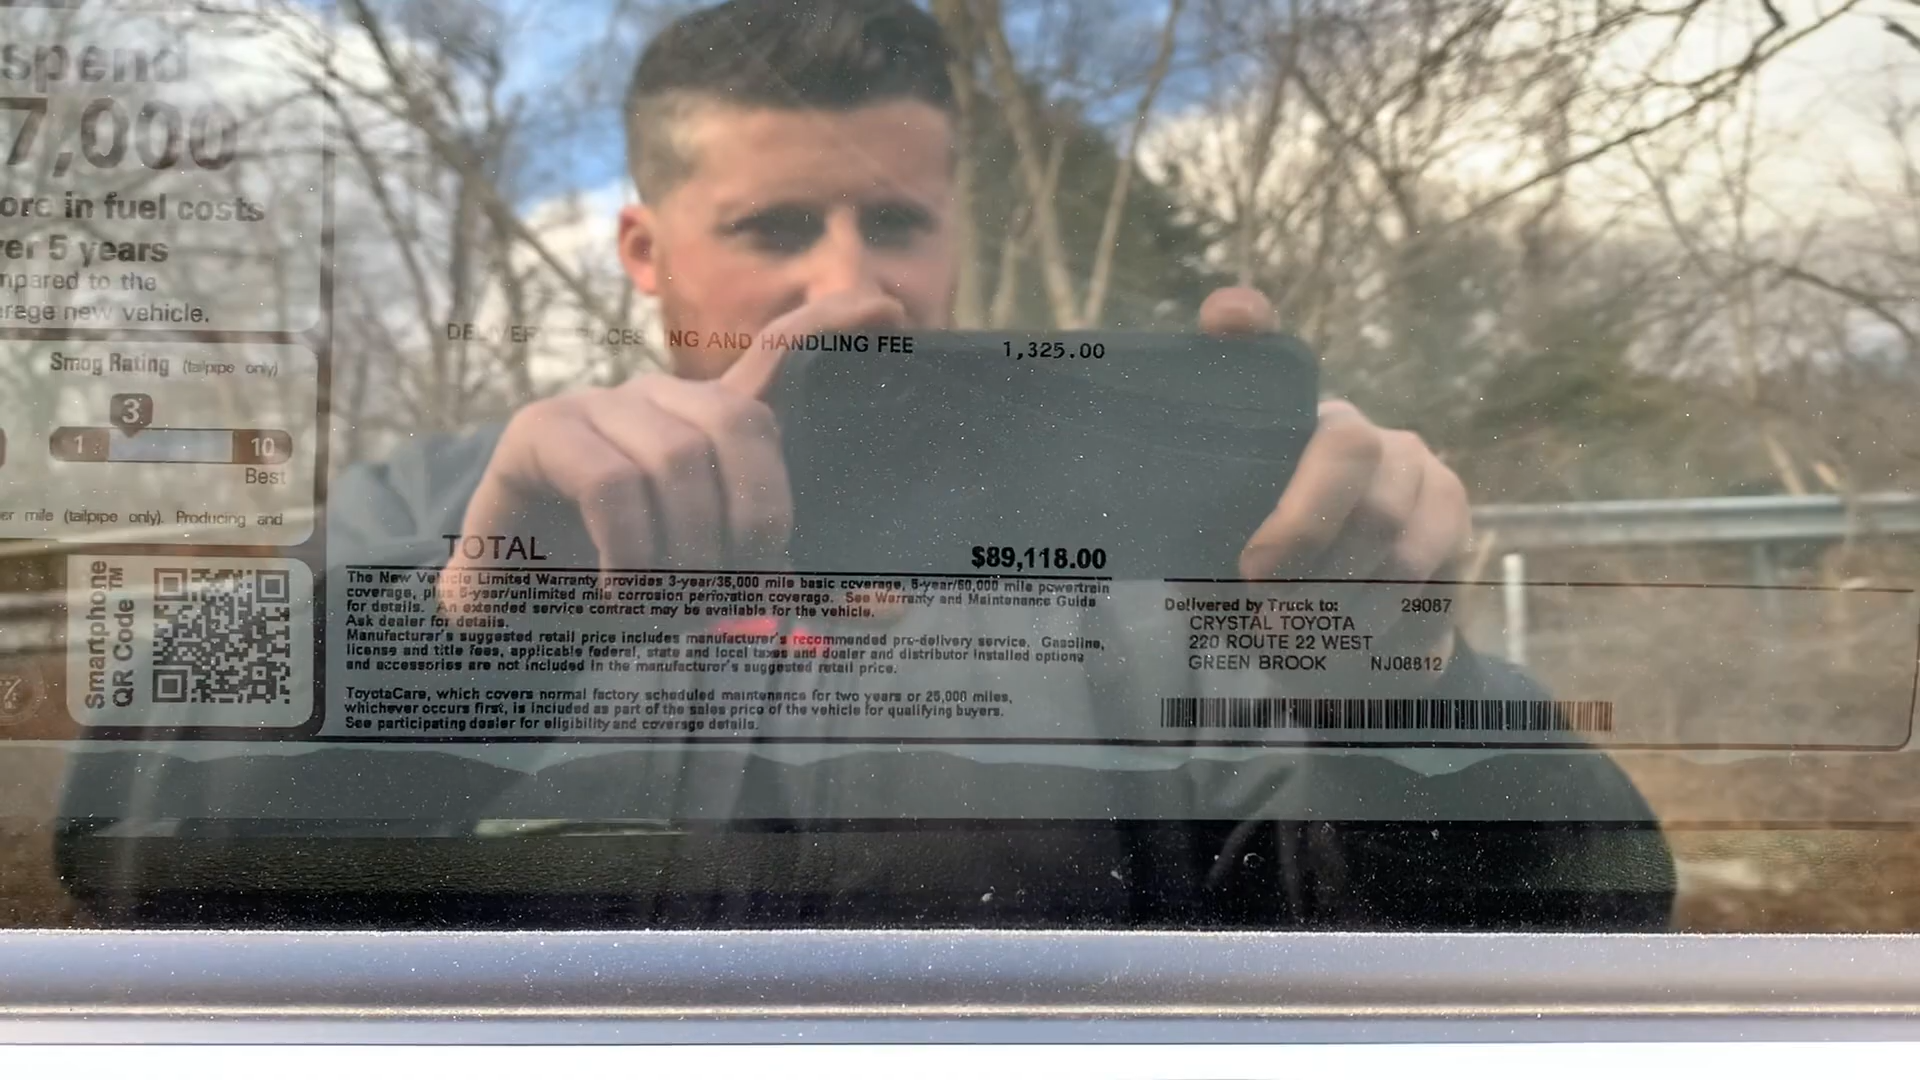 spend
7,000
ore in fuel costs
er 5 years
mpared to the
erage new vehicle.
Smog Rating (tailpipe only)
3
1 10
Best
er mile (tailpipe only). Producing and
Smartphone
QR Code™
DELIVERY PROCESSING AND HANDLING FEE 1,325.00
TOTAL $89,118.00
The New Vehicle Limited Warranty provides 3-year/36,000 mile basic coverage, 5-year/60,000 mile powertrain
coverage, plus 5-year/unlimited mile corrosion perforation coverage. See Warranty and Maintenance Guide
for details. An extended service contract may be available for the vehicle.
Ask dealer for details.
Manufacturer's suggested retail price includes manufacturer's recommended pre-delivery service. Gasoline,
license and title fees, applicable federal, state and local taxes and dealer and distributor installed options
and accessories are not included in the manufacturer's suggested retail price.
ToyotaCare, which covers normal factory scheduled maintenance for two years or 25,000 miles,
whichever occurs first, is included as part of the sales price of the vehicle for qualifying buyers.
See participating dealer for eligibility and coverage details.
Delivered by Truck to: 29087
CRYSTAL TOYOTA
220 ROUTE 22 WEST
GREEN BROOK NJ08812